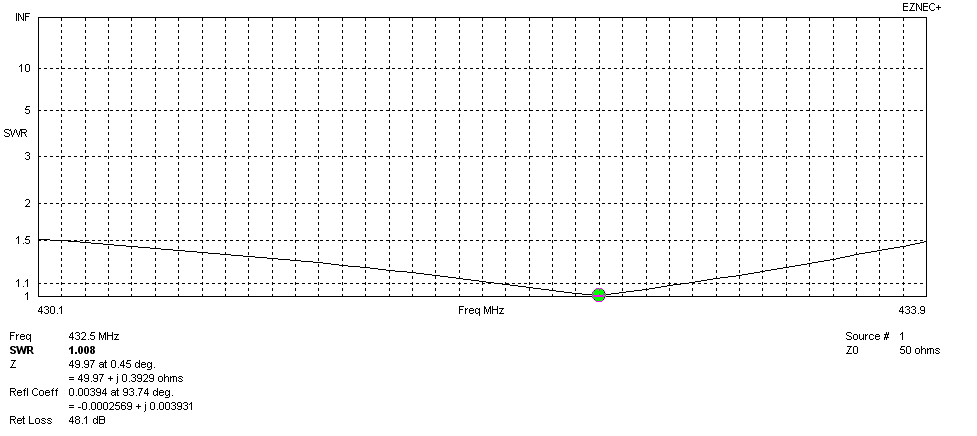 EZNEC+
INF
10
5
SWR
3
2
1.5
1.1
1
430.1 Freq MHz 433.9
Freq 432.5 MHz Source # 1
SWR 1.008 Z0 50 ohms
Z 49.97 at 0.45 deg.
= 49.97 + j 0.3929 ohms
Refl Coeff 0.00394 at 93.74 deg.
= -0.0002569 + j 0.003931
Ret Loss 48.1 dB